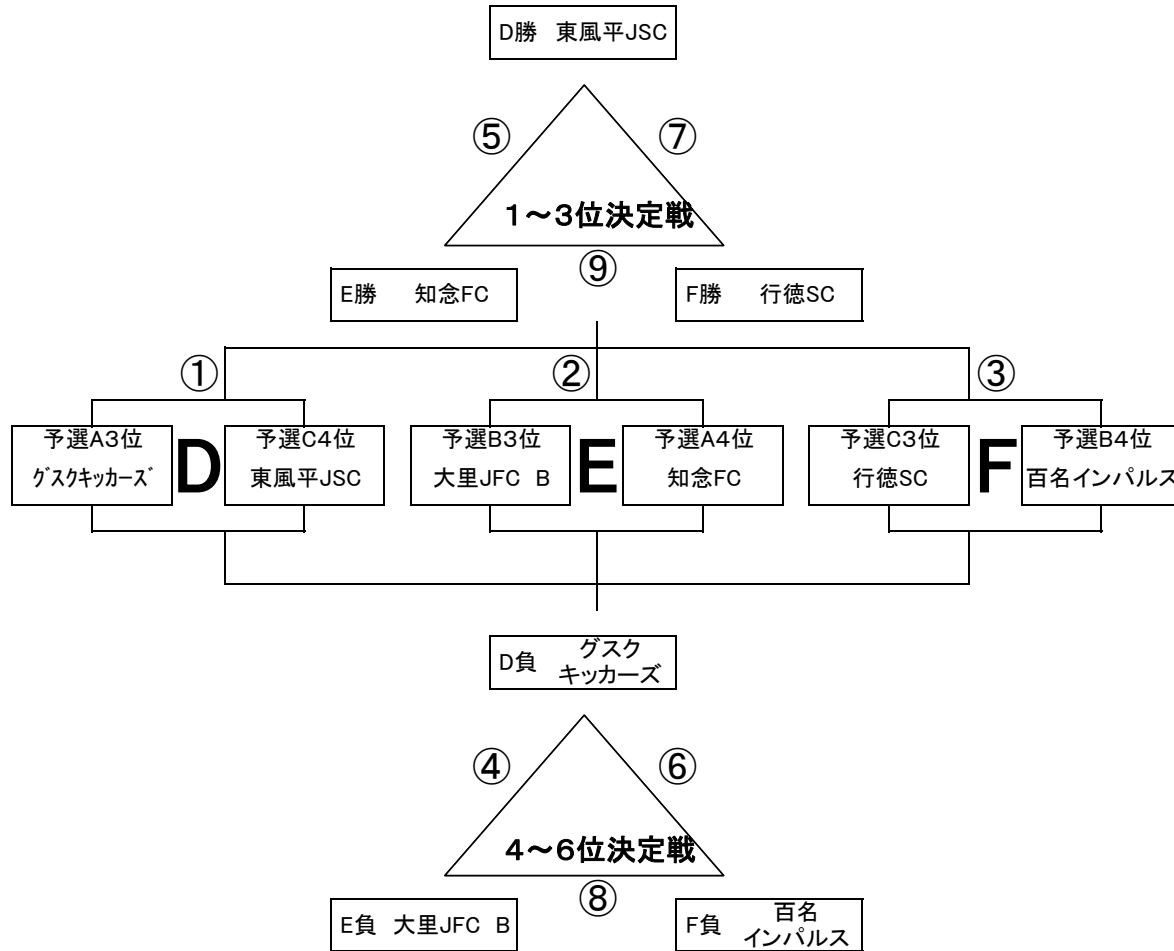 D勝 東風平JSC
⑤
⑦
1～3位決定戦
⑨
E勝 知念FC
F勝 行徳SC
①
②
③
予選A3位
グスクキッカーズ
D
予選C4位
東風平JSC
予選B3位
大里JFC B
E
予選A4位
知念FC
予選C3位
行徳SC
F
予選B4位
百名インパルス
D負 グスク
キッカーズ
④
⑥
4～6位決定戦
⑧
E負 大里JFC B
F負 百名
インパルス